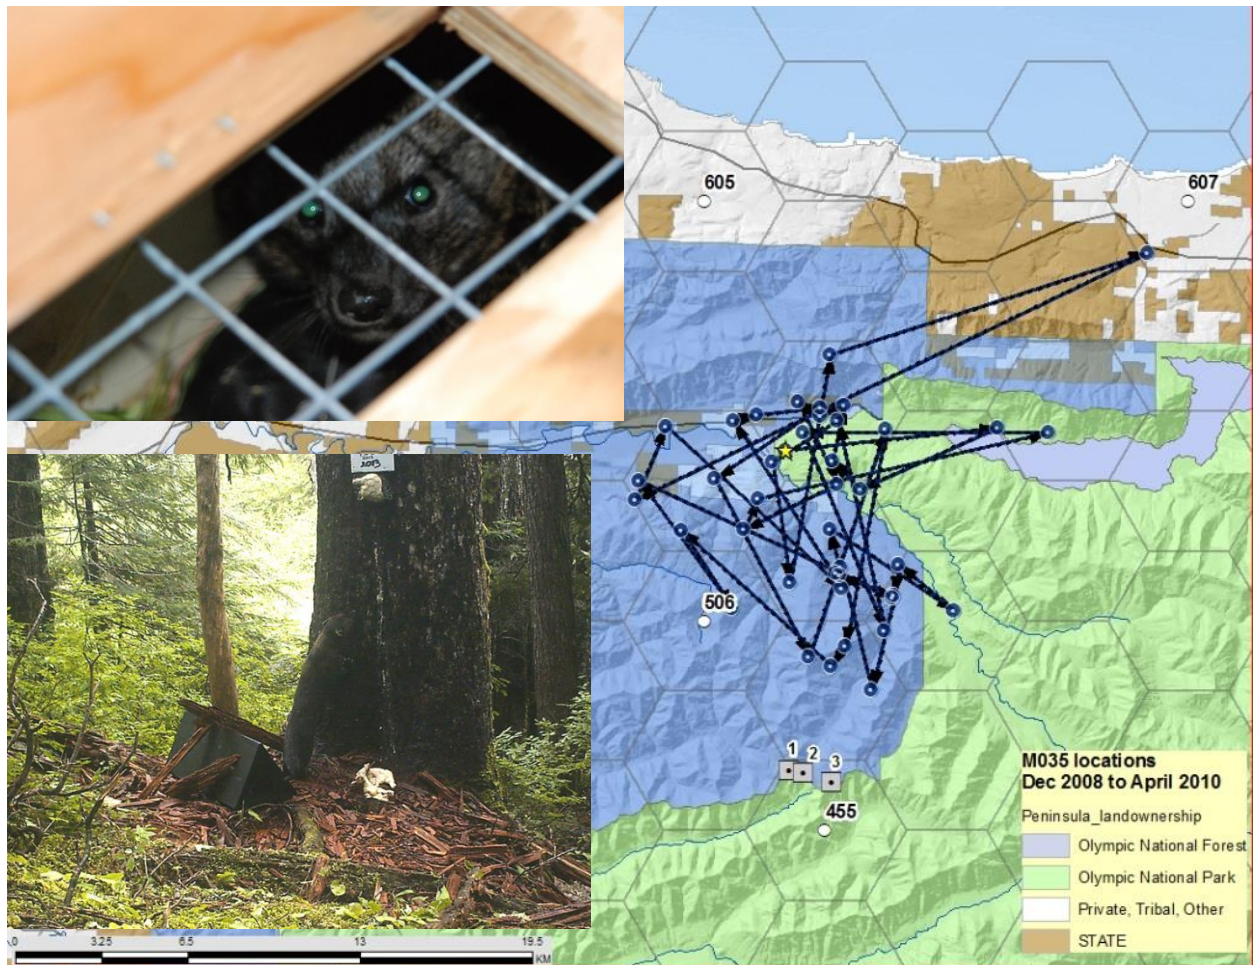 605
607
506
1
2
3
455
M035 locations
Dec 2008 to April 2010
Peninsula_landownership
Olympic National Forest
Olympic National Park
Private, Tribal, Other
STATE
0 3.25 6.5 13 19.5
KM